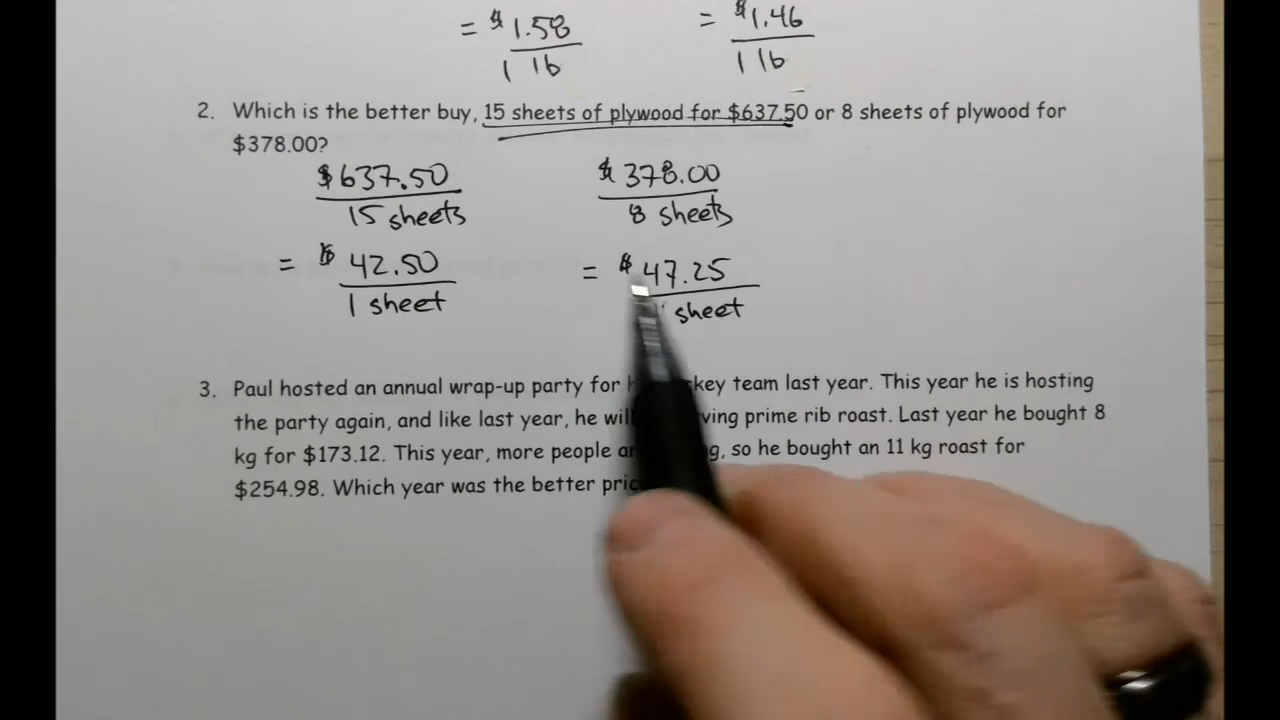 = $1.58 = $1.46
1 lb 1 lb
2. Which is the better buy, 15 sheets of plywood for $637.50 or 8 sheets of plywood for
$378.00?
$637.50 $378.00
15 sheets 8 sheets
= $42.50 = $47.25
1 sheet sheet
3. Paul hosted an annual wrap-up party for team last year. This year he is hosting
the party again, and like last year, he prime rib roast. Last year he bought 8
kg for $173.12. This year, more people so he bought an 11 kg roast for
$254.98. Which year was the better